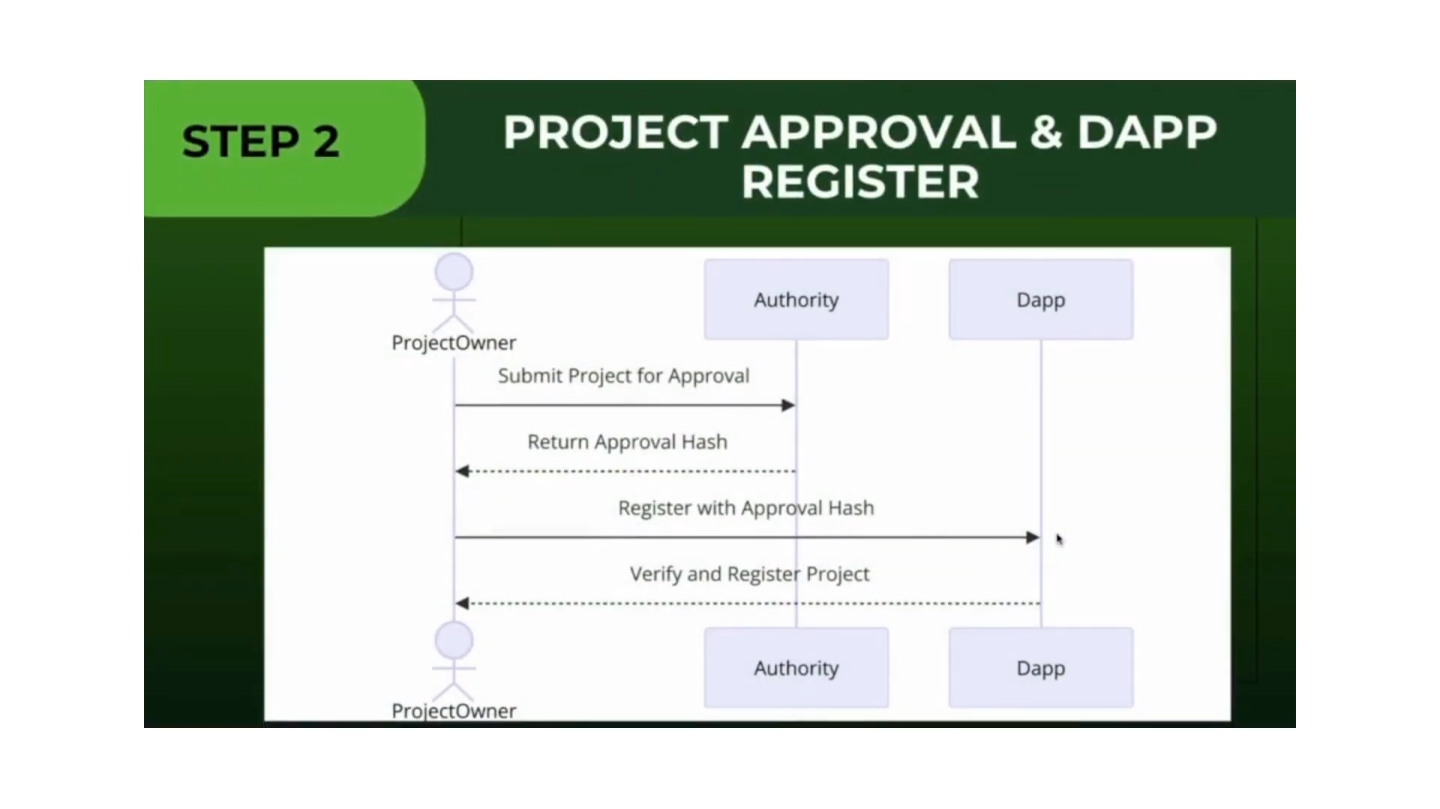 STEP 2
PROJECT APPROVAL & DAPP
REGISTER
Authority
Dapp
ProjectOwner
Submit Project for Approval
Return Approval Hash
Register with Approval Hash
Verify and Register Project
Authority
Dapp
ProjectOwner